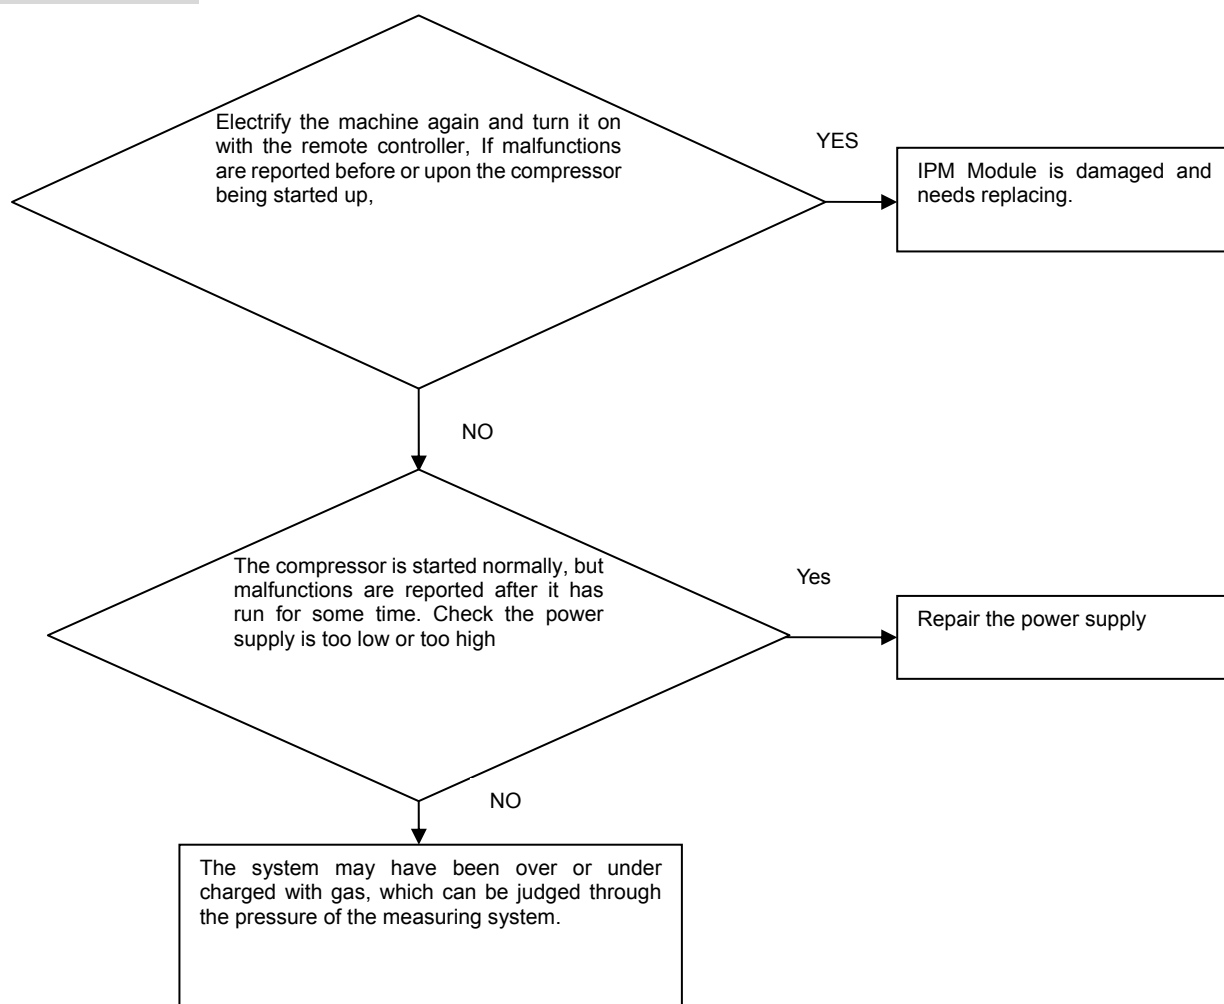 Electrify the machine again and turn it on
with the remote controller, If malfunctions
are reported before or upon the compressor
being started up,
YES
IPM Module is damaged and
needs replacing.
NO
The compressor is started normally, but
malfunctions are reported after it has
run for some time. Check the power
supply is too low or too high
Yes
Repair the power supply
NO
The system may have been over or under
charged with gas, which can be judged through
the pressure of the measuring system.